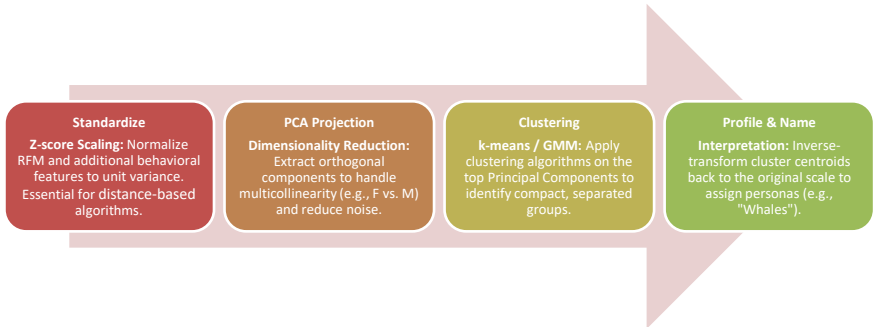 Standardize
Z-score Scaling: Normalize
RFM and additional behavioral
features to unit variance.
Essential for distance-based
algorithms.
PCA Projection
Dimensionality Reduction:
Extract orthogonal
components to handle
multicollinearity (e.g., F vs. M)
and reduce noise.
Clustering
k-means / GMM: Apply
clustering algorithms on the
top Principal Components to
identify compact, separated
groups.
Profile & Name
Interpretation: Inverse-
transform cluster centroids
back to the original scale to
assign personas (e.g.,
"Whales").